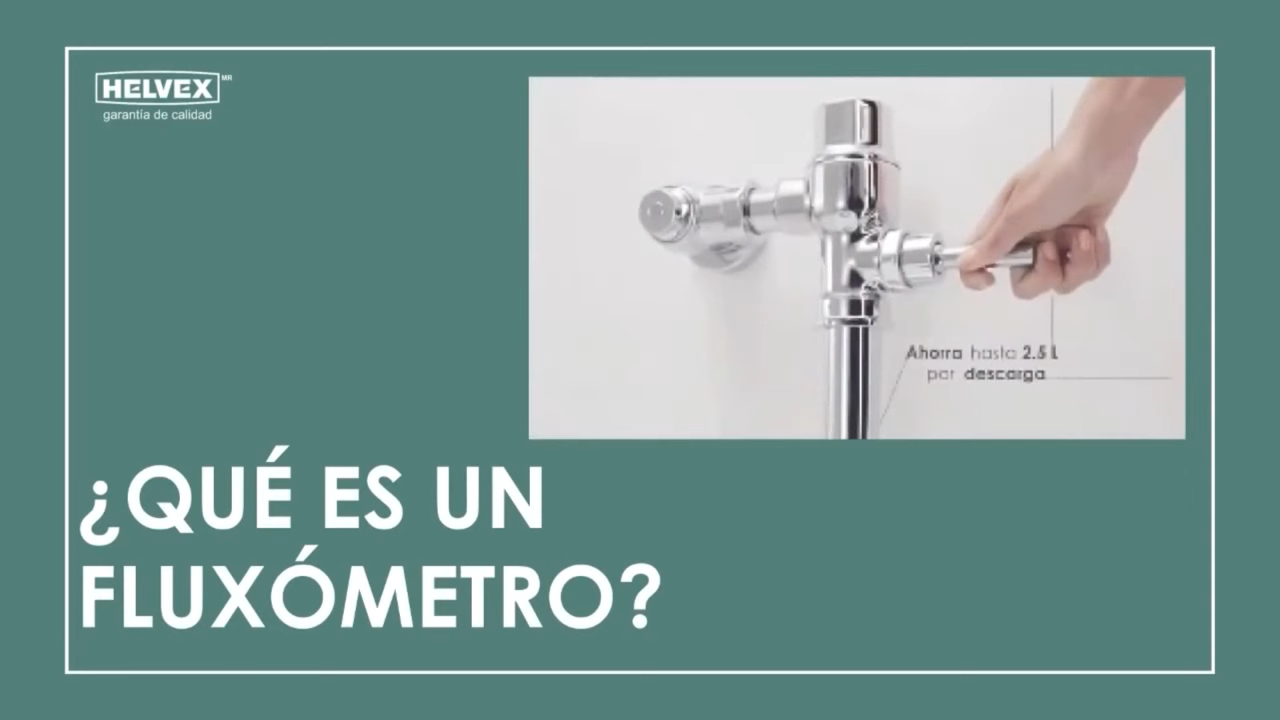 HELVEX MR
garantía de calidad
Ahorra hasta 2.5 L
por descarga
¿QUÉ ES UN
FLUXÓMETRO?